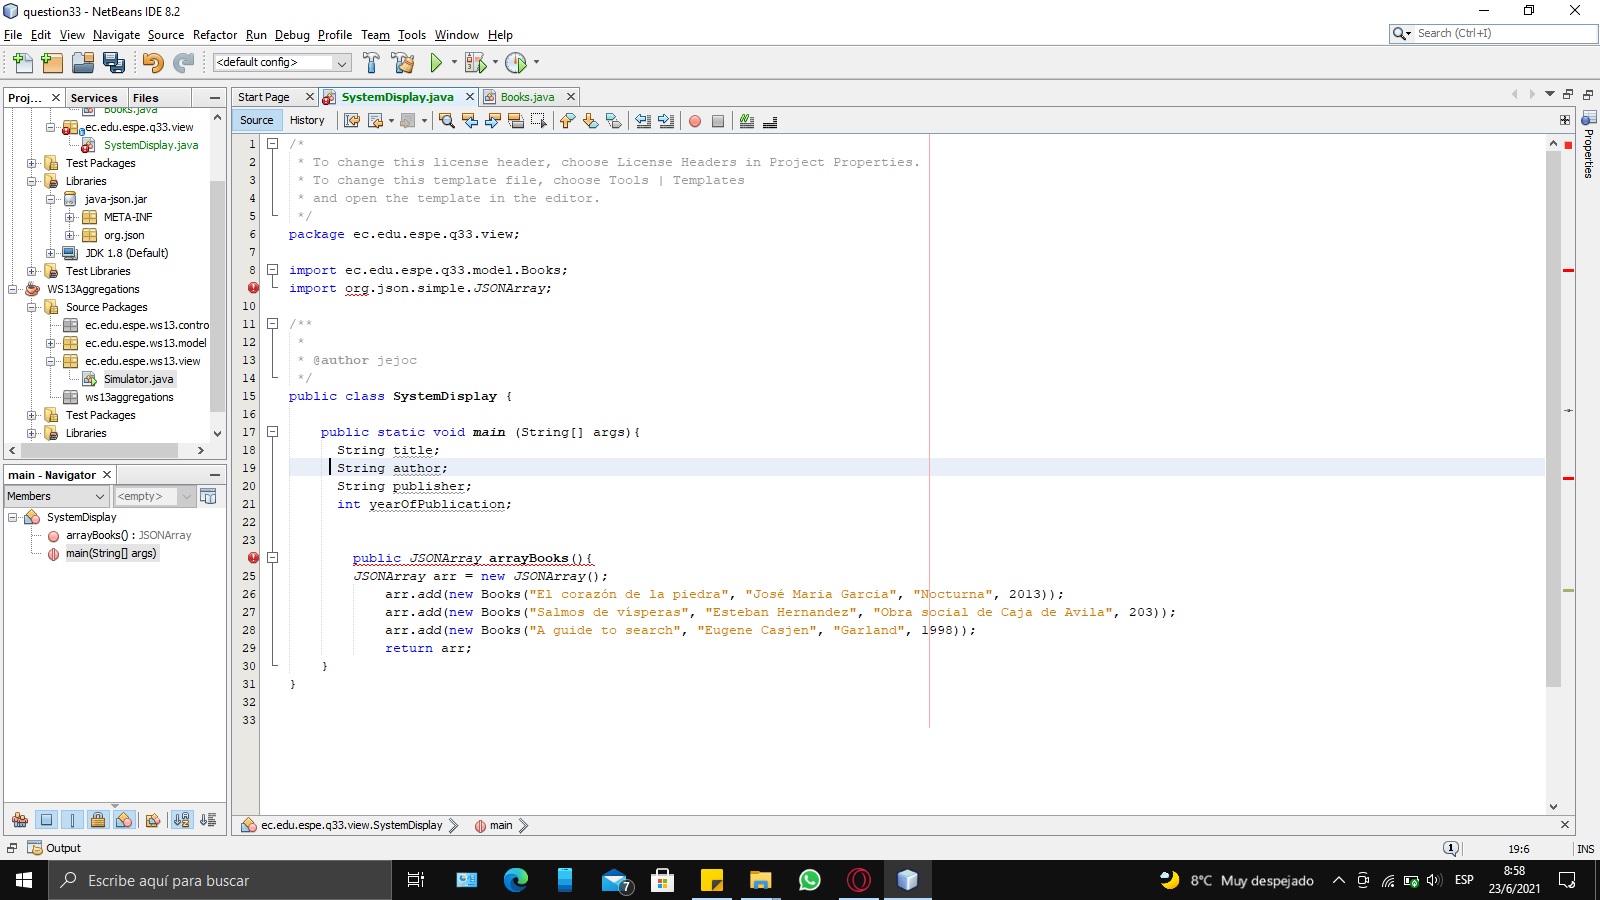 question33 - NetBeans IDE 8.2
File Edit View Navigate Source Refactor Run Debug Profile Team Tools Window Help
Search (Ctrl+I)
<default config>
Proj... Services Files
Books.java
ec.edu.espe.q33.view
SystemDisplay.java
Test Packages
Libraries
java-json.jar
META-INF
org.json
JDK 1.8 (Default)
Test Libraries
WS13Aggregations
Source Packages
ec.edu.espe.ws13.contro
ec.edu.espe.ws13.model
ec.edu.espe.ws13.view
Simulator.java
ws13aggregations
Test Packages
Libraries
main - Navigator
Members <empty>
SystemDisplay
arrayBooks() : JSONArray
main(String[] args)
Start Page SystemDisplay.java Books.java
Source History
1 /*
2 * To change this license header, choose License Headers in Project Properties.
3 * To change this template file, choose Tools | Templates
4 * and open the template in the editor.
5 */
6 package ec.edu.espe.q33.view;
7
8 import ec.edu.espe.q33.model.Books;
import org.json.simple.JSONArray;
10
11 /**
12 *
13 * @author jejoc
14 */
15 public class SystemDisplay {
16
17 public static void main (String[] args){
18 String title;
19 String author;
20 String publisher;
21 int yearOfPublication;
22
23
public JSONArray arrayBooks(){
25 JSONArray arr = new JSONArray();
26 arr.add(new Books("El corazón de la piedra", "José Maria Garcia", "Nocturna", 2013));
27 arr.add(new Books("Salmos de vísperas", "Esteban Hernandez", "Obra social de Caja de Avila", 203));
28 arr.add(new Books("A guide to search", "Eugene Casjen", "Garland", 1998));
29 return arr;
30 }
31 }
32
33
Properties
ec.edu.espe.q33.view.SystemDisplay main
Output
1 19:6 INS
Escribe aquí para buscar
7
8°C Muy despejado
ESP
8:58
23/6/2021